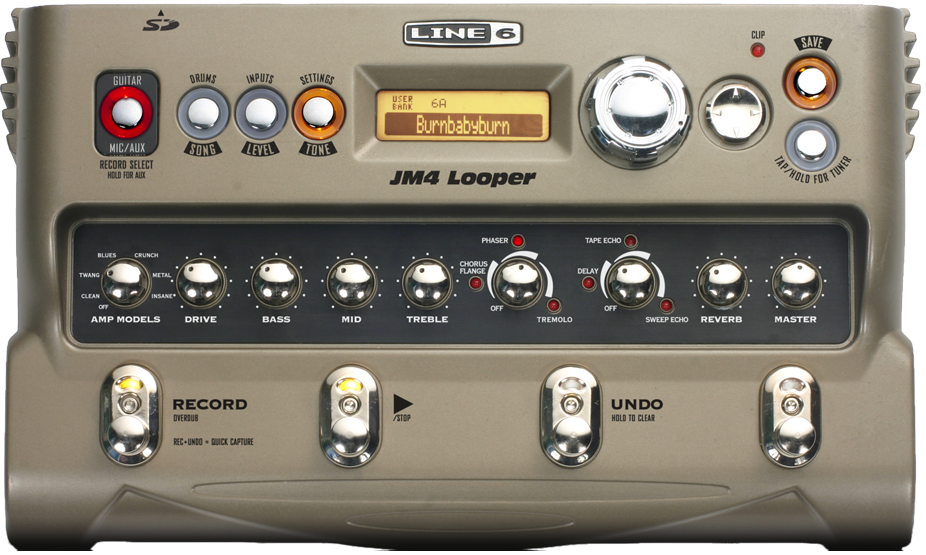 SD
LINE 6
CLIP
SAVE
GUITAR
DRUMS
INPUTS
SETTINGS
USER
BANK
6A
Burnbabyburn
MIC/AUX
SONG
LEVEL
TONE
RECORD SELECT
HOLD FOR AUX
TAP/HOLD FOR TUNER
JM4 Looper
PHASER
TAPE ECHO
BLUES
CRUNCH
CHORUS
FLANGE
TWANG
METAL
DELAY
CLEAN
INSANE
OFF
OFF
OFF
AMP MODELS
DRIVE
BASS
MID
TREBLE
TREMOLO
SWEEP ECHO
REVERB
MASTER
RECORD
OVERDUB
/STOP
UNDO
HOLD TO CLEAR
REC+UNDO = QUICK CAPTURE